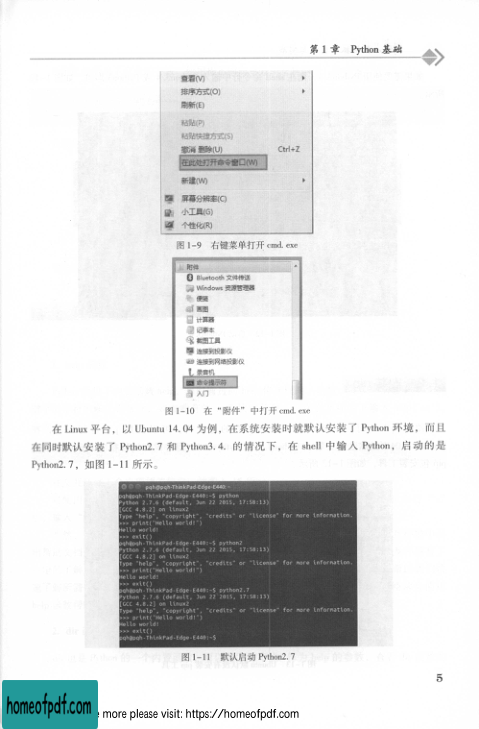 第 1 章 Python 基础
查看(V)
排序方式(O)
刷新(E)
粘贴(P)
粘贴快捷方式(S)
撤消 删除(U) Ctrl+Z
在此处打开命令窗口(W)
新建(W)
屏幕分辨率(C)
小工具(G)
个性化(R)
图 1-9 右键菜单打开 cmd. exe
附件
Bluetooth 文件传送
Windows 资源管理器
便笺
画图
计算器
记事本
截图工具
连接到投影仪
连接到网络投影仪
录音机
命令提示符
入门
图 1-10 在 “附件” 中打开 cmd. exe
在 Linux 平台，以 Ubuntu 14. 04 为例，在系统安装时就默认安装了 Python 环境，而且
在同时默认安装了 Python2. 7 和 Python3. 4. 的情况下，在 shell 中输入 Python，启动的是
Python2. 7，如图 1-11 所示。
pqh@pqh-ThinkPad-Edge-E440:~
pqh@pqh-ThinkPad-Edge-E440:~$ python
Python 2.7.6 (default, Jun 22 2015, 17:58:13)
[GCC 4.8.2] on linux2
Type "help", "copyright", "credits" or "license" for more information.
>>> print("Hello world!")
Hello world!
>>> exit()
pqh@pqh-ThinkPad-Edge-E440:~$ python2
Python 2.7.6 (default, Jun 22 2015, 17:58:13)
[GCC 4.8.2] on linux2
Type "help", "copyright", "credits" or "license" for more information.
>>> print("Hello world!")
Hello world!
>>> exit()
pqh@pqh-ThinkPad-Edge-E440:~$ python2.7
Python 2.7.6 (default, Jun 22 2015, 17:58:13)
[GCC 4.8.2] on linux2
Type "help", "copyright", "credits" or "license" for more information.
>>> print("Hello world!")
Hello world!
>>> exit()
pqh@pqh-ThinkPad-Edge-E440:~$
图 1-11 默认启动 Python2. 7
5
homeofpdf.com
e more please visit: https://homeofpdf.com